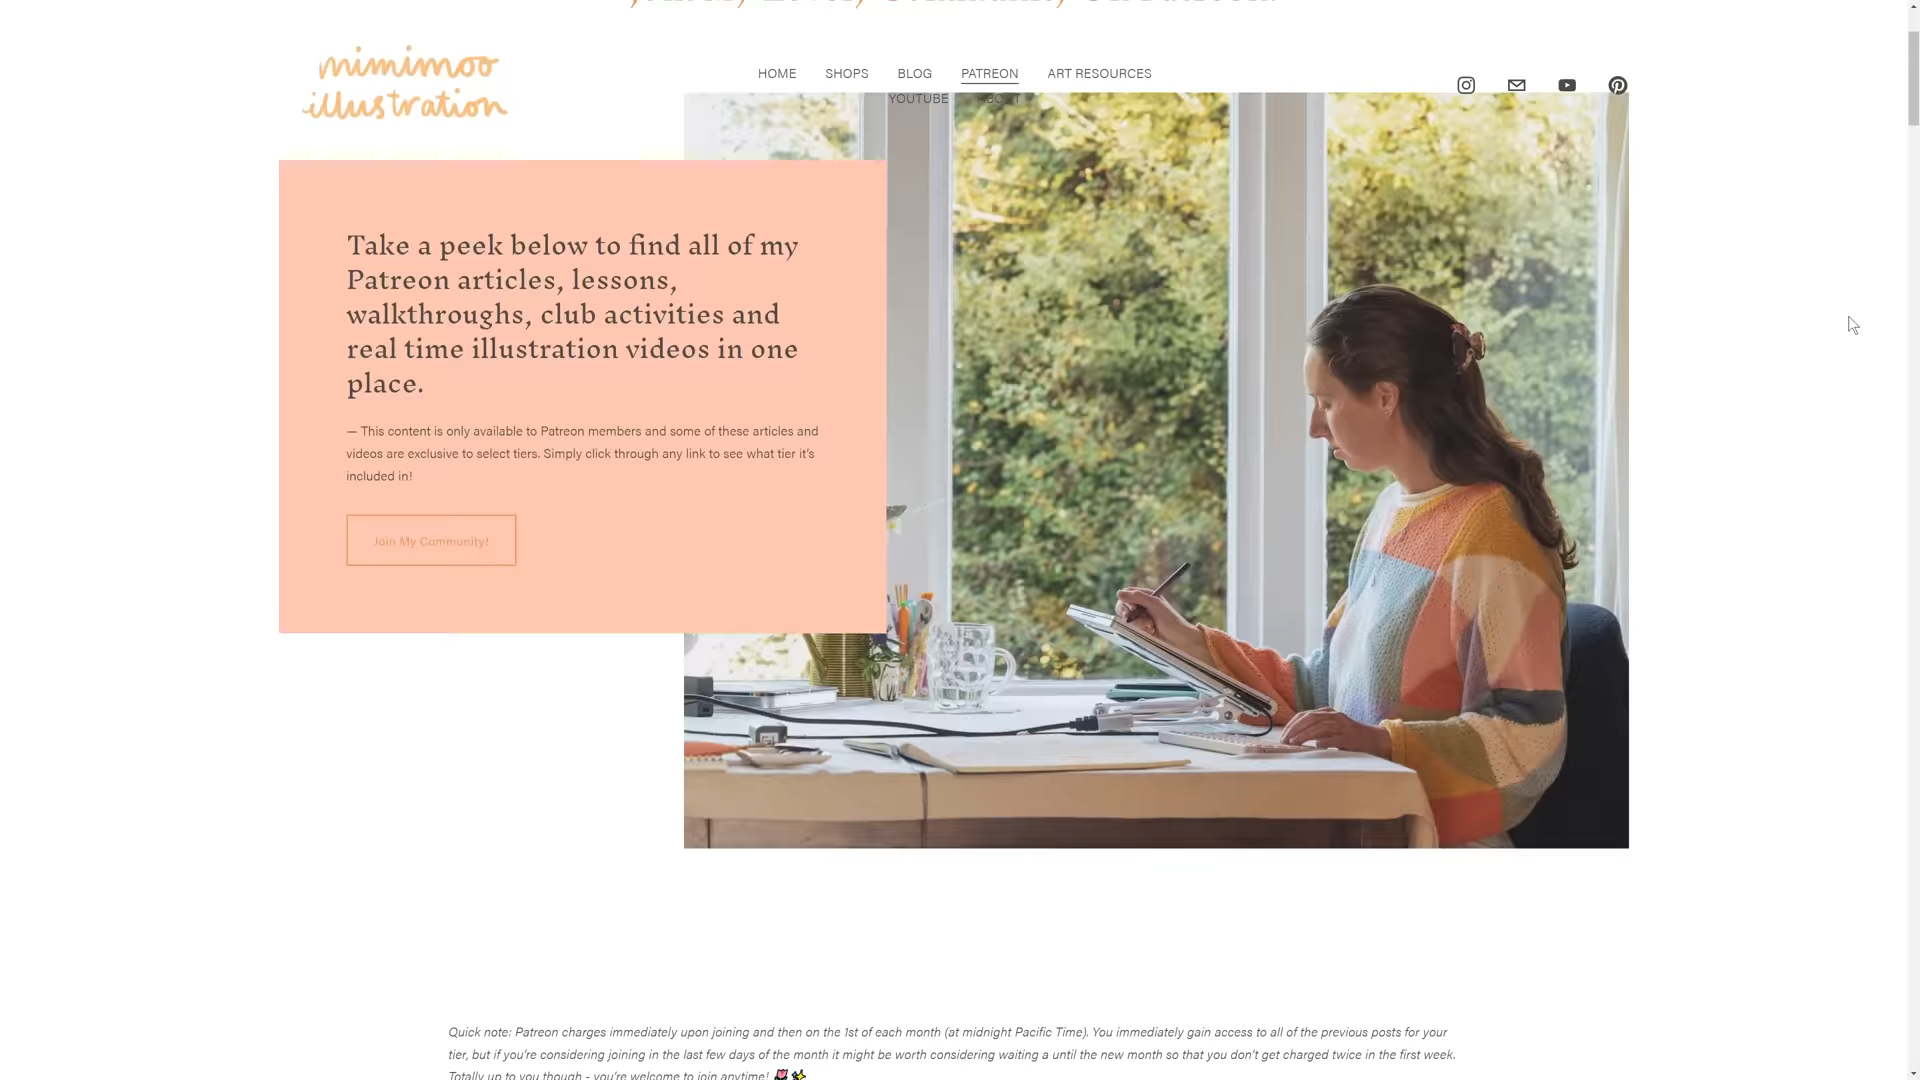 Join My Lovely Community On Patreon!
mimimoo
illustration
HOME SHOPS BLOG PATREON ART RESOURCES
YOUTUBE ABOUT
Take a peek below to find all of my
Patreon articles, lessons,
walkthroughs, club activities and
real time illustration videos in one
place.
— This content is only available to Patreon members and some of these articles and
videos are exclusive to select tiers. Simply click through any link to see what tier it's
included in!
Join My Community!
Quick note: Patreon charges immediately upon joining and then on the 1st of each month (at midnight Pacific Time). You immediately gain access to all of the previous posts for your
tier, but if you're considering joining in the last few days of the month it might be worth considering waiting a until the new month so that you don't get charged twice in the first week.
Totally up to you though - you're welcome to join anytime! 🌷✨